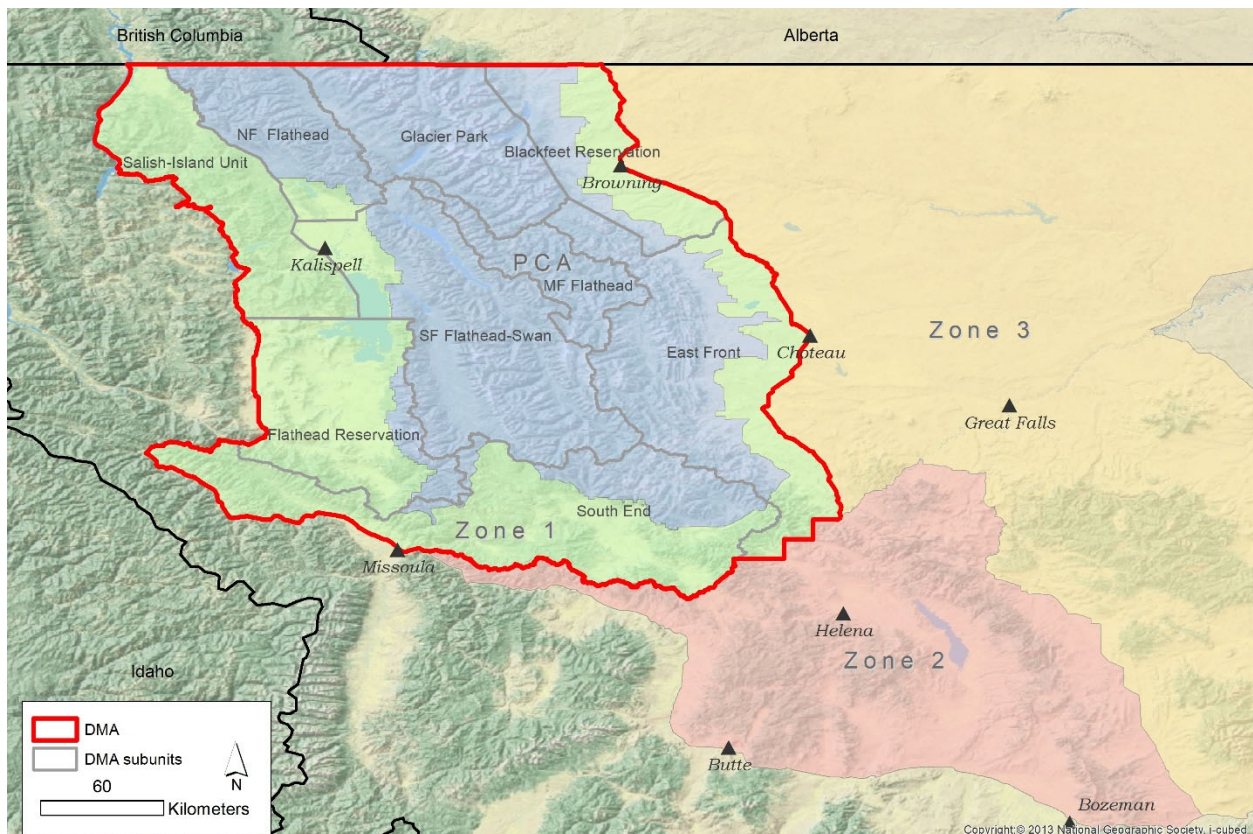 British Columbia
Alberta
NF Flathead
Glacier Park
Salish-Island Unit
Blackfeet Reservation
Browning
Kalispell
PCA
MF Flathead
SF Flathead-Swan
East Front
Choteau
Zone 3
Great Falls
Flathead Reservation
South End
Zone 1
Missoula
Helena
Zone 2
Idaho
Butte
Bozeman
DMA
DMA subunits
N
60
Kilometers
Copyright:© 2013 National Geographic Society, i-cubed